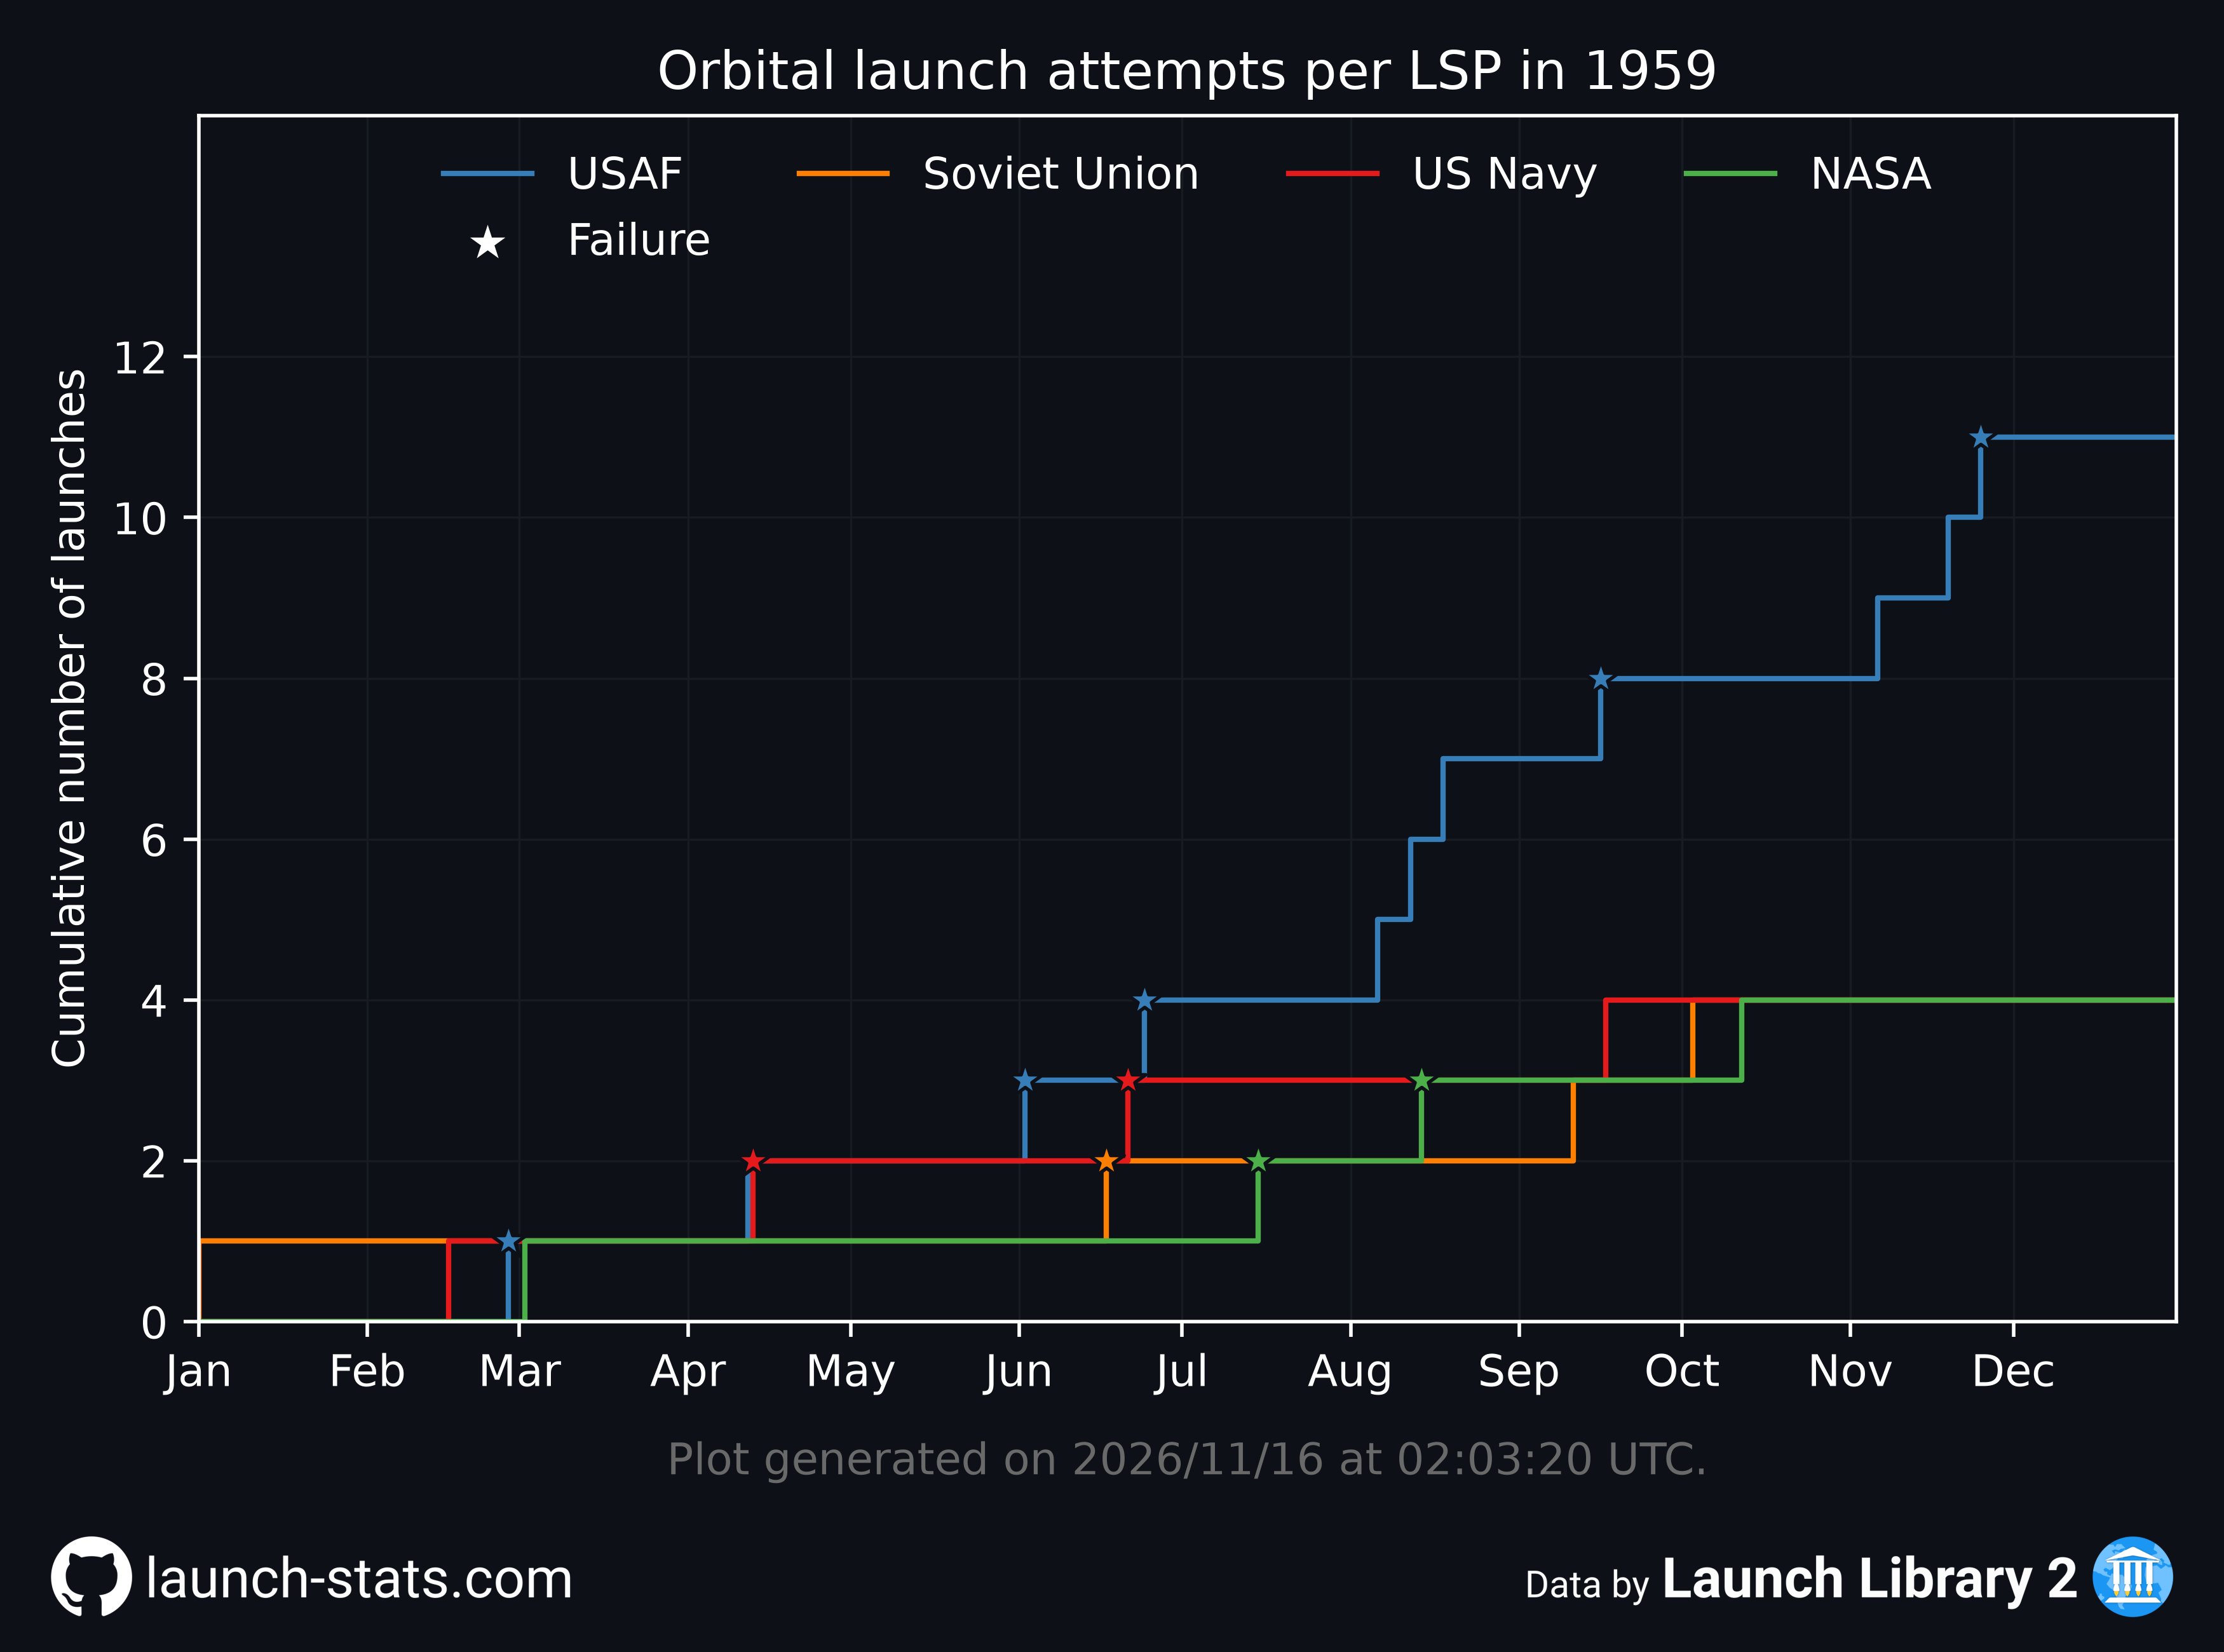 Orbital launch attempts per LSP in 1959
USAF Soviet Union US Navy NASA
Failure
Cumulative number of launches
12
10
8
6
4
2
0
Jan Feb Mar Apr May Jun Jul Aug Sep Oct Nov Dec
Plot generated on 2026/11/16 at 02:03:20 UTC.
launch-stats.com
Data by Launch Library 2